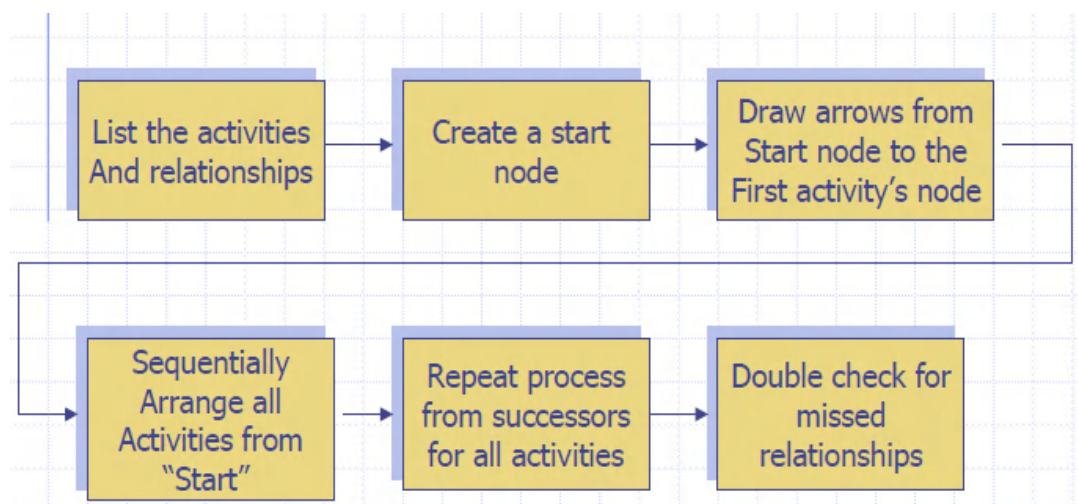 List the activities
And relationships
Create a start
node
Draw arrows from
Start node to the
First activity’s node
Sequentially
Arrange all
Activities from
“Start”
Repeat process
from successors
for all activities
Double check for
missed
relationships